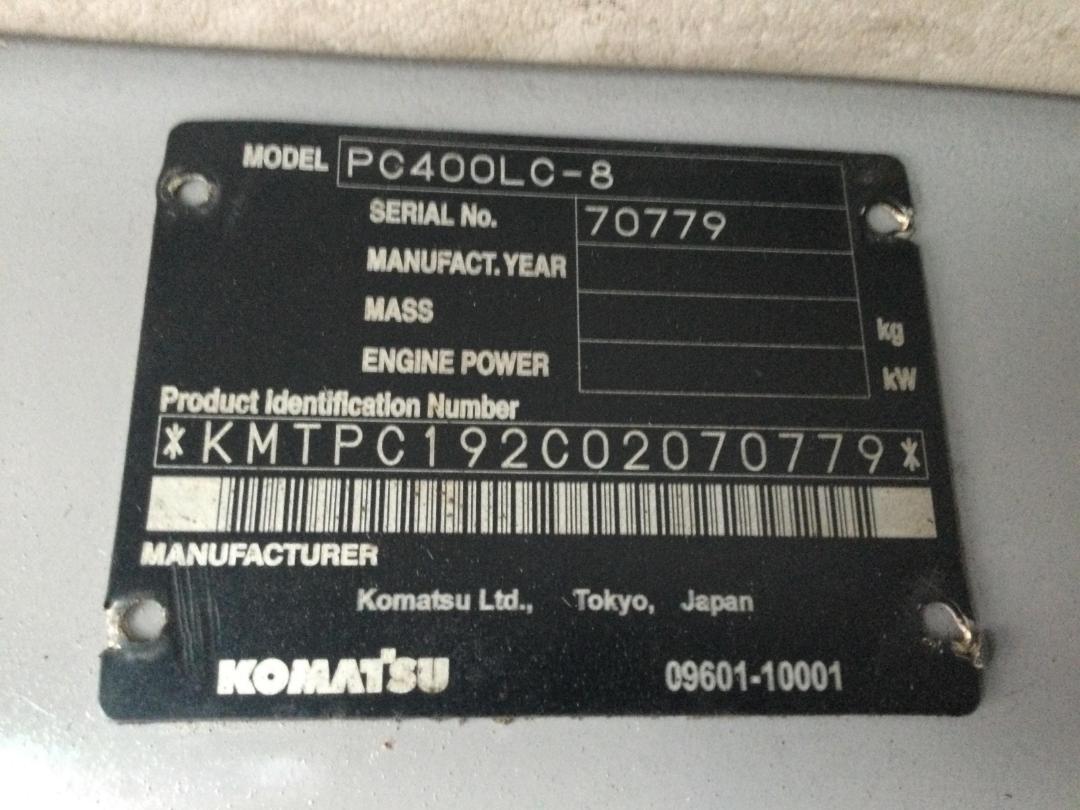 MODEL PC400LC-8
SERIAL No. 70779
MANUFACT. YEAR
MASS kg
ENGINE POWER kW
Product Identification Number
*KMTPC192C02070779*
MANUFACTURER
Komatsu Ltd., Tokyo, Japan
KOMATSU 09601-10001